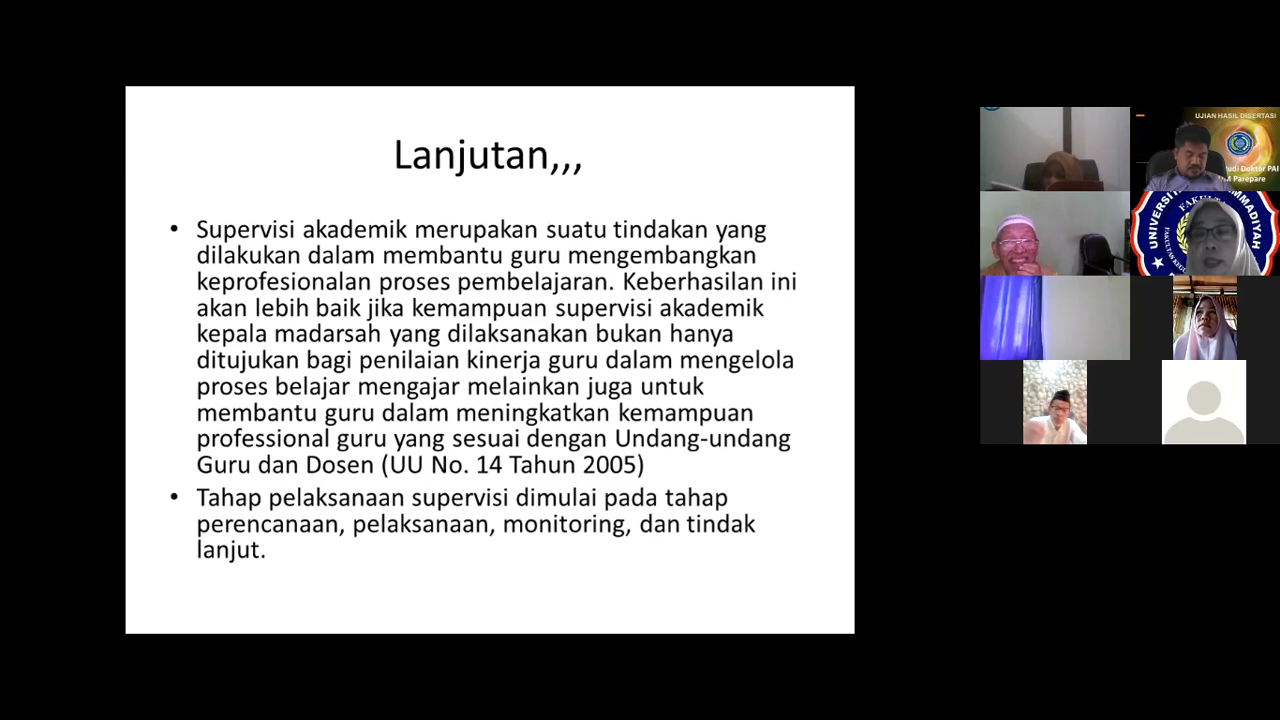 Lanjutan,,,
• Supervisi akademik merupakan suatu tindakan yang
dilakukan dalam membantu guru mengembangkan
keprofesionalan proses pembelajaran. Keberhasilan ini
akan lebih baik jika kemampuan supervisi akademik
kepala madarsah yang dilaksanakan bukan hanya
ditujukan bagi penilaian kinerja guru dalam mengelola
proses belajar mengajar melainkan juga untuk
membantu guru dalam meningkatkan kemampuan
professional guru yang sesuai dengan Undang-undang
Guru dan Dosen (UU No. 14 Tahun 2005)
• Tahap pelaksanaan supervisi dimulai pada tahap
perencanaan, pelaksanaan, monitoring, dan tindak
lanjut.
UJIAN HASIL DISERTASI
Doktor PAI
Parepare